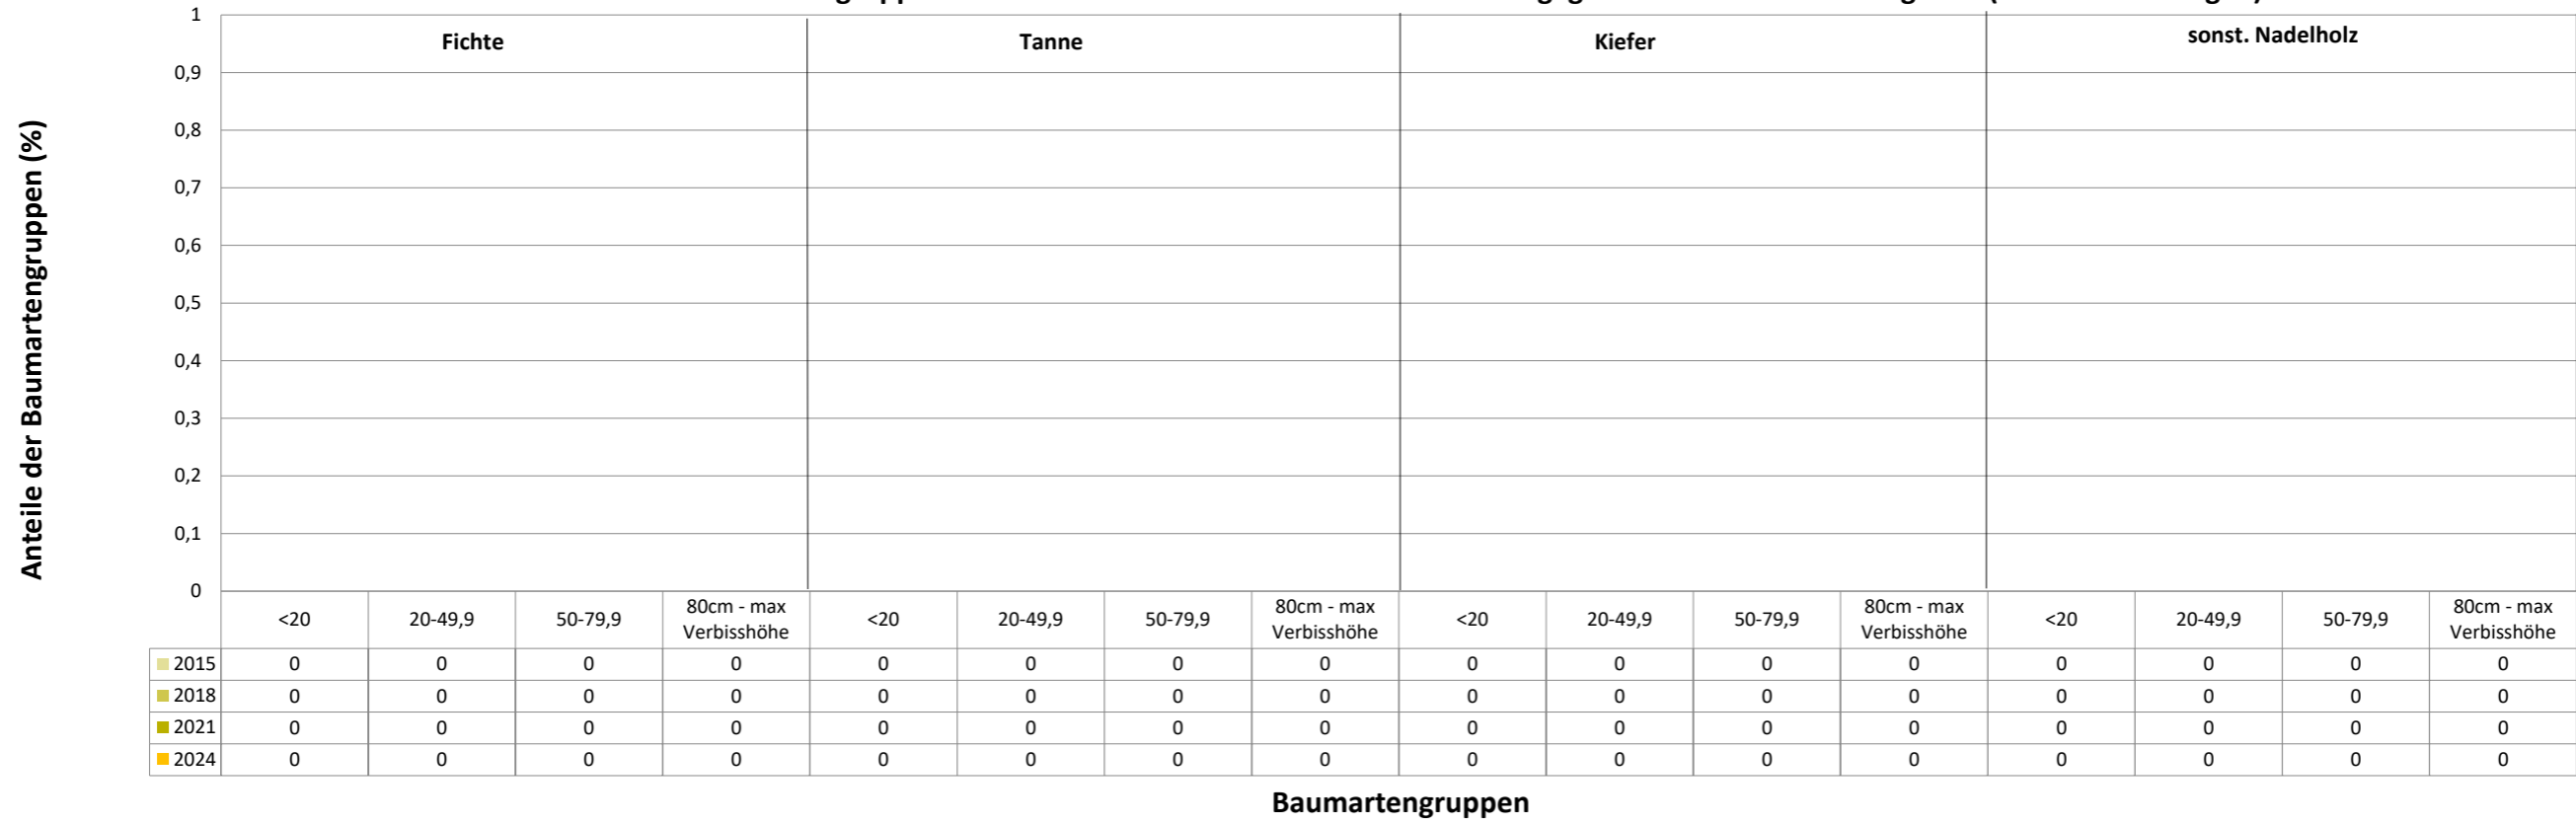 1
Fichte Tanne Kiefer sonst. Nadelholz
0,9
0,8
0,7
0,6
0,5
0,4
0,3
0,2
0,1
0
Anteile der Baumartengruppen (%)
<20 20-49,9 50-79,9 80cm - max Verbisshöhe <20 20-49,9 50-79,9 80cm - max Verbisshöhe <20 20-49,9 50-79,9 80cm - max Verbisshöhe <20 20-49,9 50-79,9 80cm - max Verbisshöhe
2015 0 0 0 0 0 0 0 0 0 0 0 0 0 0 0 0
2018 0 0 0 0 0 0 0 0 0 0 0 0 0 0 0 0
2021 0 0 0 0 0 0 0 0 0 0 0 0 0 0 0 0
2024 0 0 0 0 0 0 0 0 0 0 0 0 0 0 0 0
Baumartengruppen